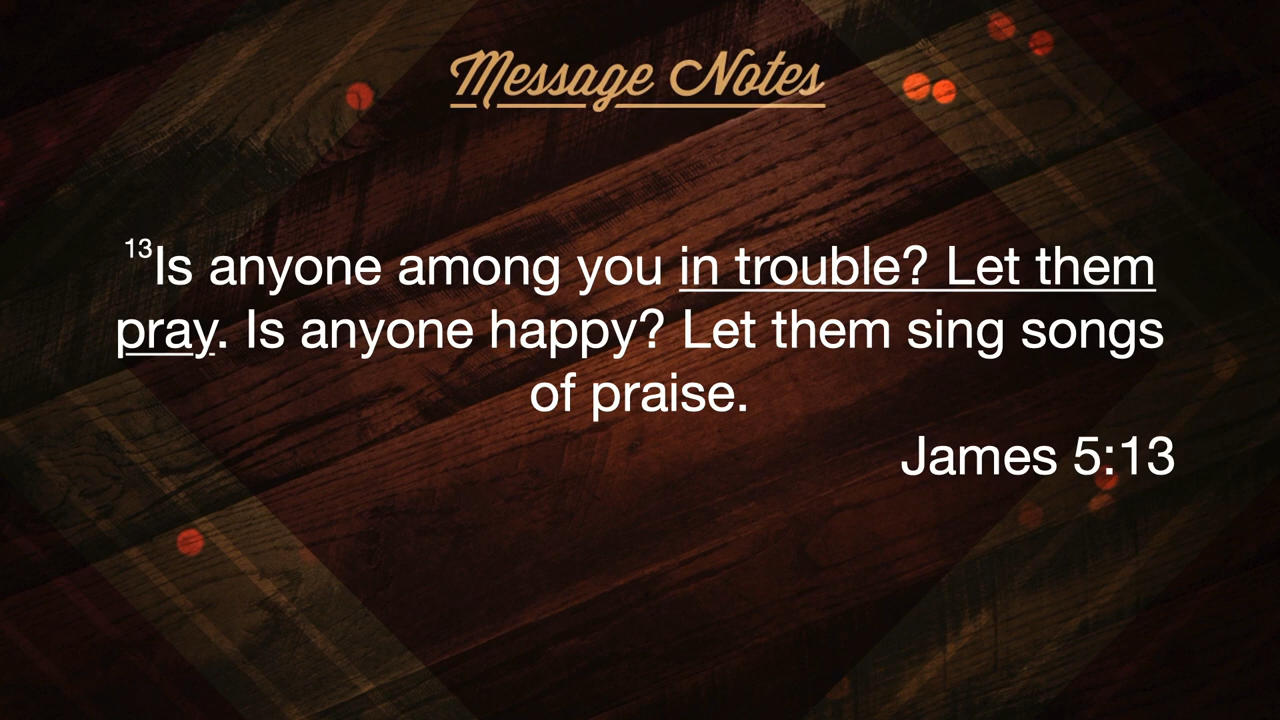 Message Notes
13Is anyone among you in trouble? Let them
pray. Is anyone happy? Let them sing songs
of praise.
James 5:13